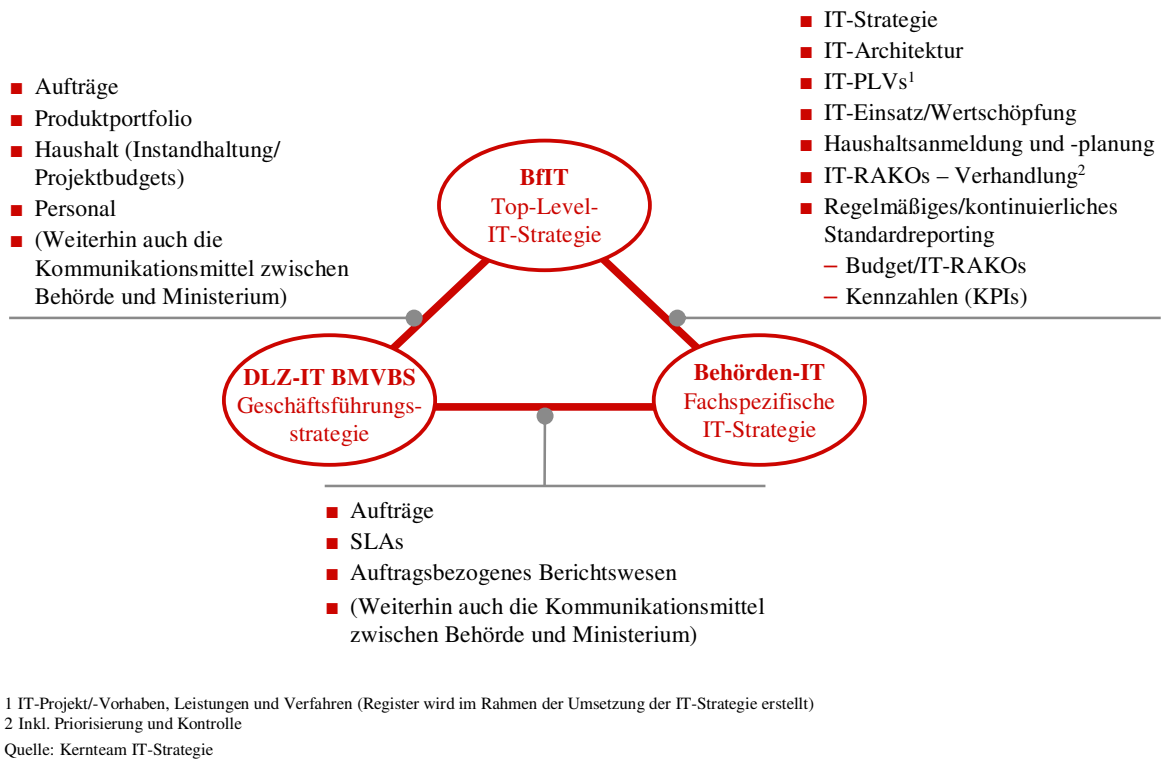 ■ Aufträge
■ Produktportfolio
■ Haushalt (Instandhaltung/
Projektbudgets)
■ Personal
■ (Weiterhin auch die
Kommunikationsmittel zwischen
Behörde und Ministerium)
■ IT-Strategie
■ IT-Architektur
■ IT-PLVs¹
■ IT-Einsatz/Wertschöpfung
■ Haushaltsanmeldung und -planung
■ IT-RAKOs – Verhandlung²
■ Regelmäßiges/kontinuierliches
Standardreporting
– Budget/IT-RAKOs
– Kennzahlen (KPIs)
BfIT
Top-Level-
IT-Strategie
DLZ-IT BMVBS
Geschäftsführungs-
strategie
Behörden-IT
Fachspezifische
IT-Strategie
■ Aufträge
■ SLAs
■ Auftragsbezogenes Berichtswesen
■ (Weiterhin auch die Kommunikationsmittel
zwischen Behörde und Ministerium)
1 IT-Projekt/-Vorhaben, Leistungen und Verfahren (Register wird im Rahmen der Umsetzung der IT-Strategie erstellt)
2 Inkl. Priorisierung und Kontrolle
Quelle: Kernteam IT-Strategie